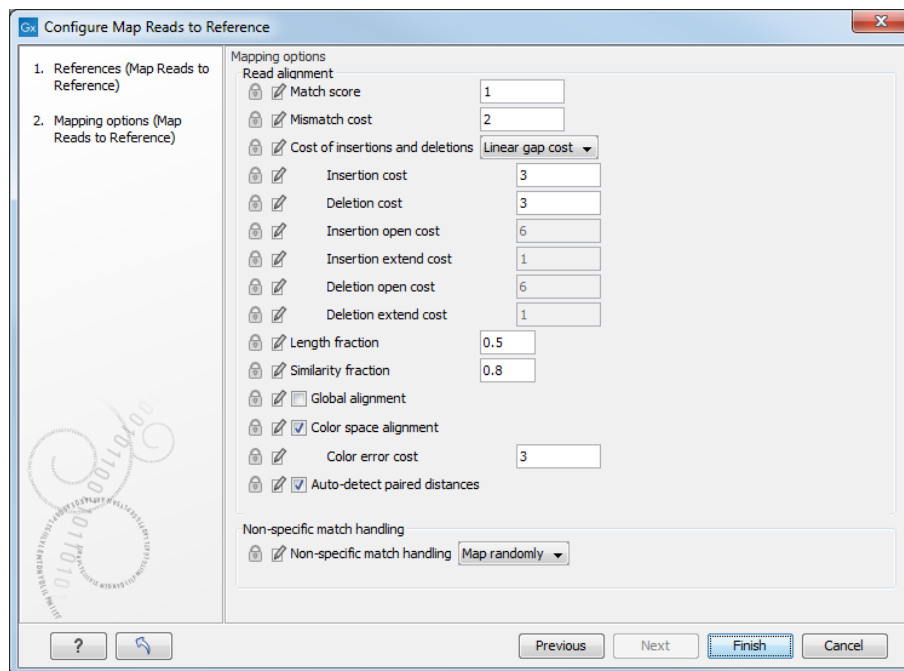 Gx Configure Map Reads to Reference
1. References (Map Reads to
Reference)
2. Mapping options (Map
Reads to Reference)
Mapping options
Read alignment
Match score 1
Mismatch cost 2
Cost of insertions and deletions Linear gap cost
Insertion cost 3
Deletion cost 3
Insertion open cost 6
Insertion extend cost 1
Deletion open cost 6
Deletion extend cost 1
Length fraction 0.5
Similarity fraction 0.8
Global alignment
Color space alignment
Color error cost 3
Auto-detect paired distances
Non-specific match handling
Non-specific match handling Map randomly
? Previous Next Finish Cancel